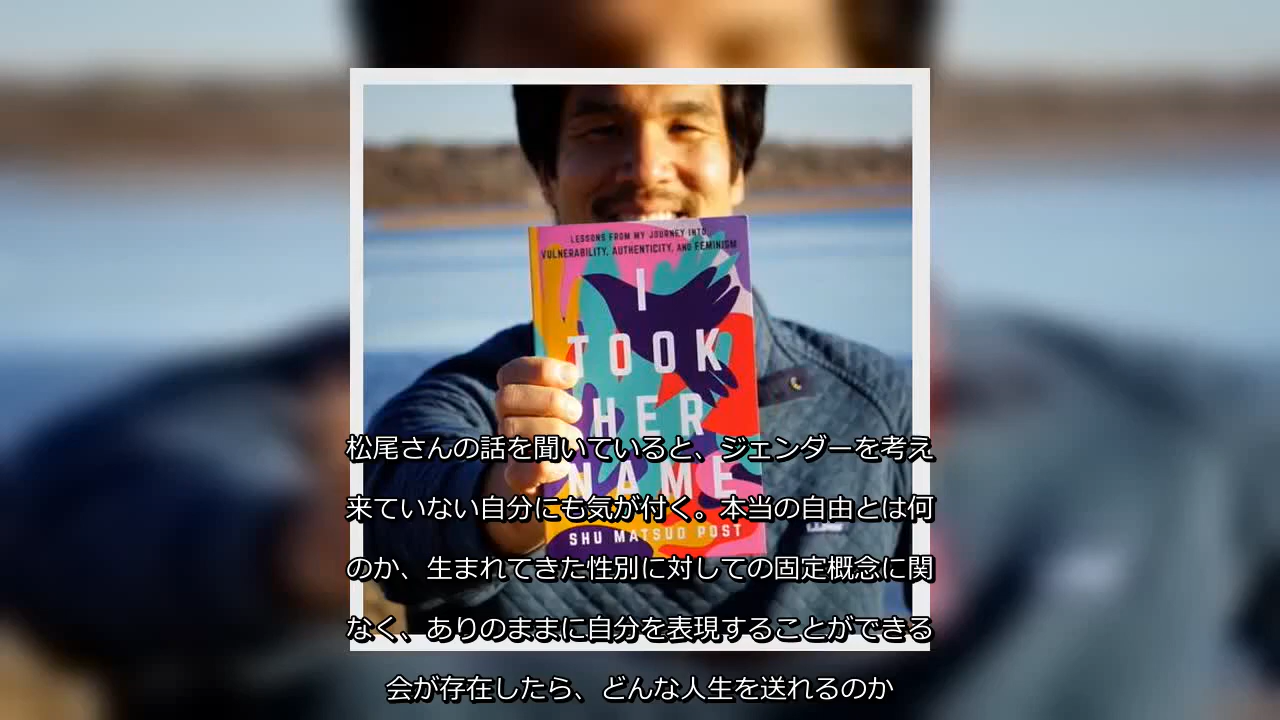 LESSONS FROM MY JOURNEY INTO
VULNERABILITY, AUTHENTICITY, AND FEMINISM
I
TOOK
HER
NAME
SHU MATSUO POST
松尾さんの話を聞いていると、ジェンダーを考え
来ていない自分にも気が付く。本当の自由とは何
のか、生まれてきた性別に対しての固定概念に関
なく、ありのままに自分を表現することができる
会が存在したら、どんな人生を送れるのか